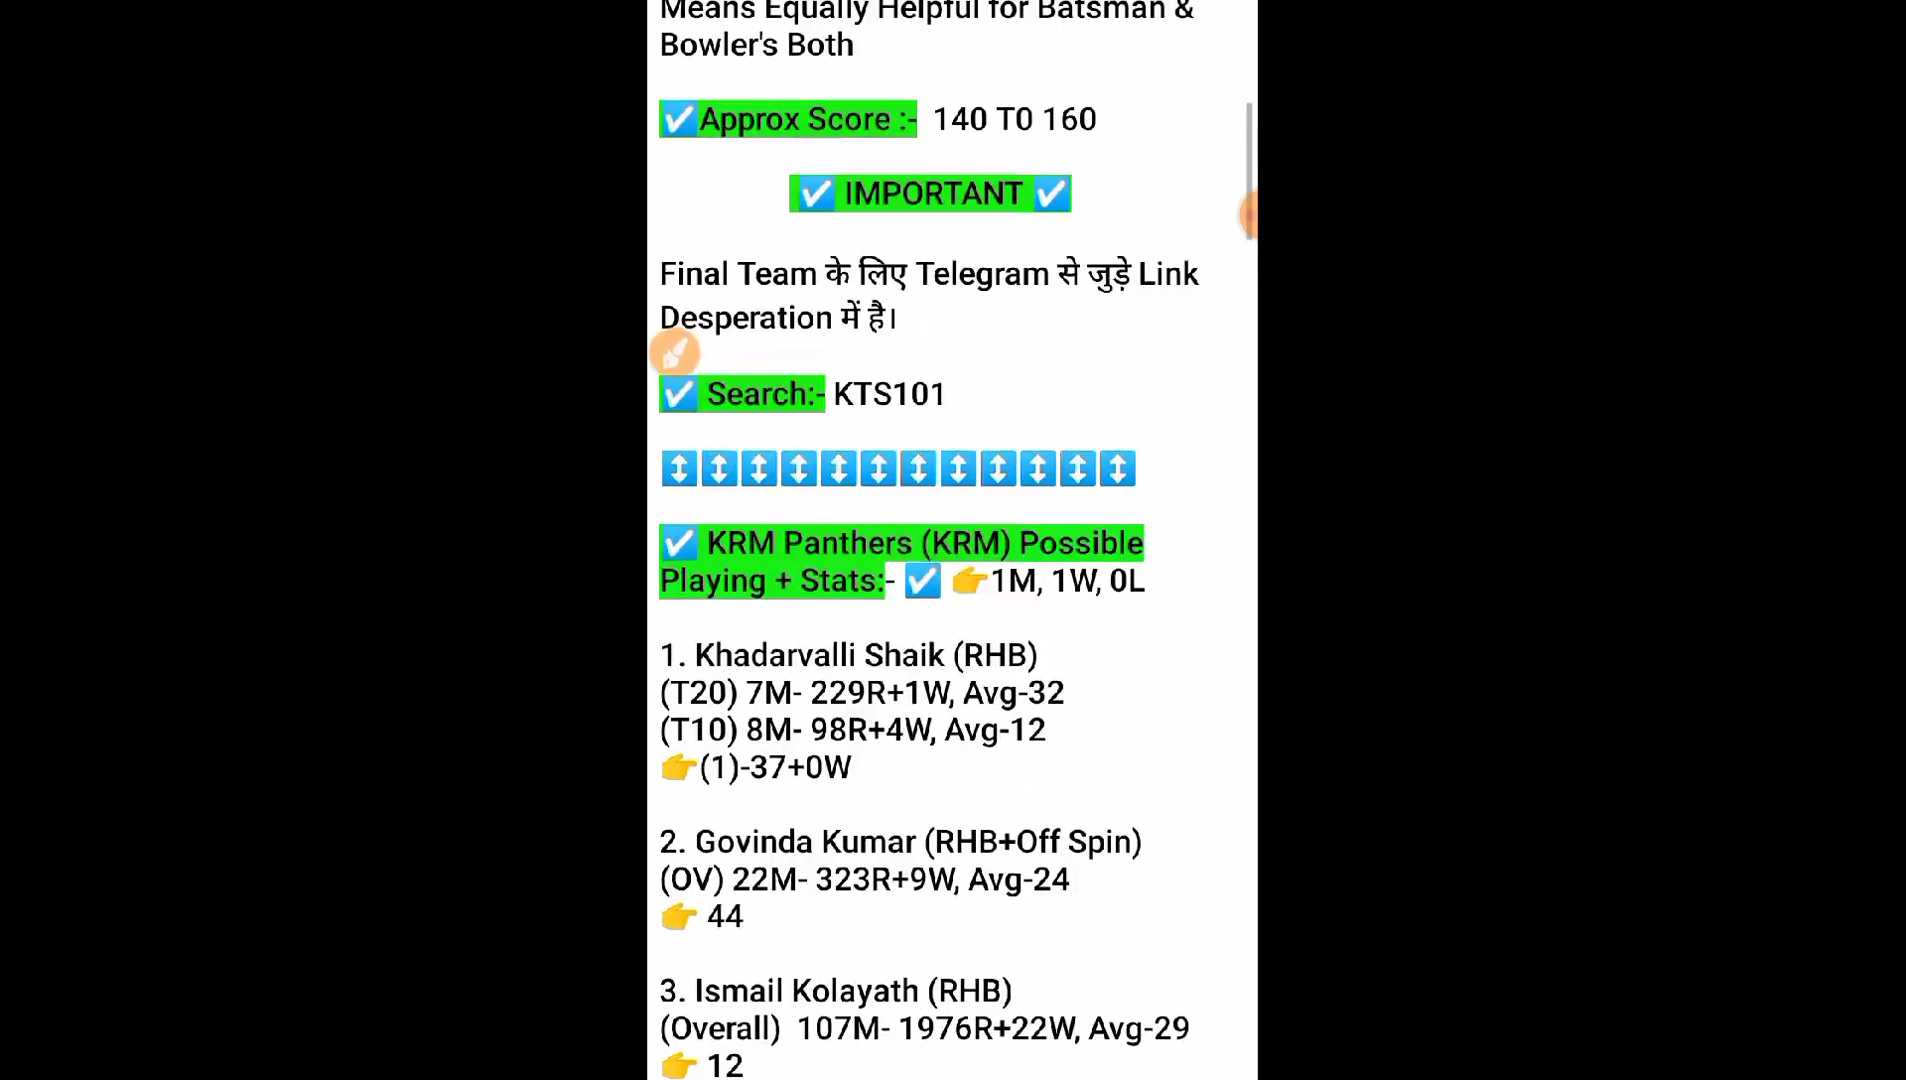 Means Equally Helpful for Batsman &
Bowler's Both
✅Approx Score :- 140 T0 160
✅ IMPORTANT ✅
Final Team के लिए Telegram से जुड़े Link
Desperation में है।
✅ Search:- KTS101
↕️↕️↕️↕️↕️↕️↕️↕️↕️↕️↕️↕️
✅ KRM Panthers (KRM) Possible
Playing + Stats:- ✅ 👉1M, 1W, 0L
1. Khadarvalli Shaik (RHB)
(T20) 7M- 229R+1W, Avg-32
(T10) 8M- 98R+4W, Avg-12
👉(1)-37+0W
2. Govinda Kumar (RHB+Off Spin)
(OV) 22M- 323R+9W, Avg-24
👉 44
3. Ismail Kolayath (RHB)
(Overall) 107M- 1976R+22W, Avg-29
👉 12